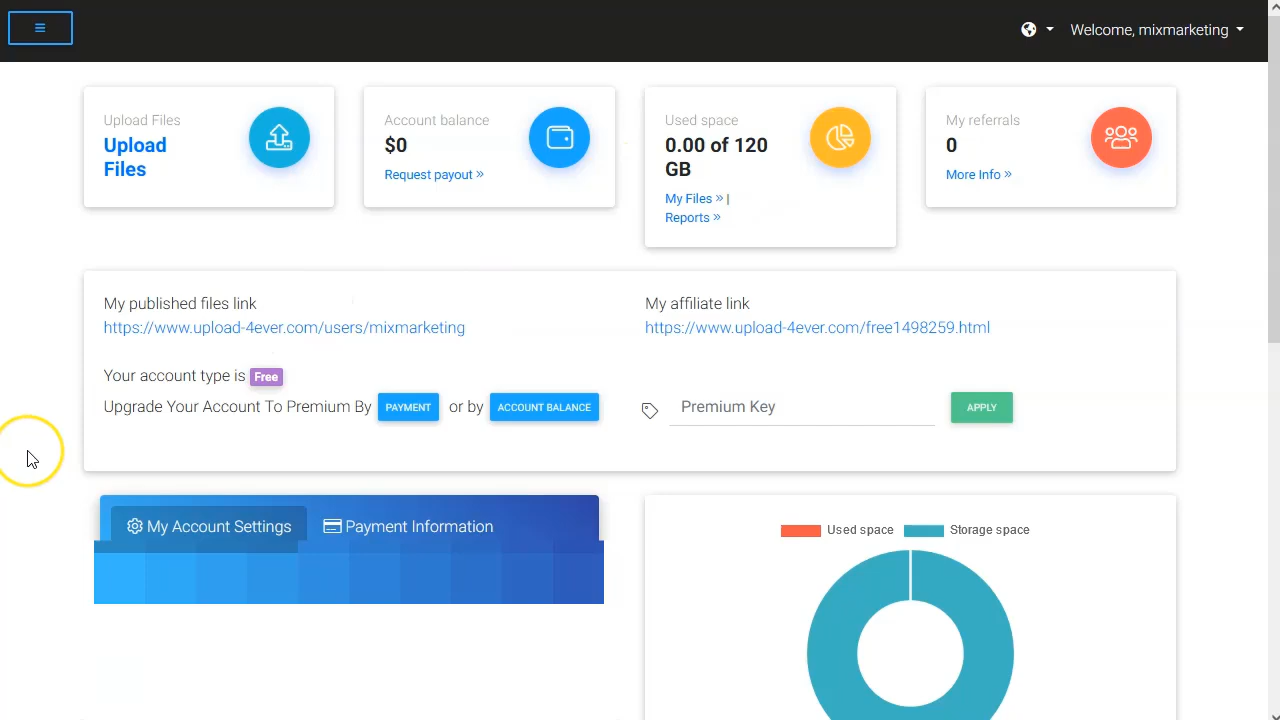 Welcome, mixmarketing
Upload Files
Upload
Files
Account balance
$0
Request payout »
Used space
0.00 of 120
GB
My Files » |
Reports »
My referrals
0
More Info »
My published files link
https://www.upload-4ever.com/users/mixmarketing
My affiliate link
https://www.upload-4ever.com/free1498259.html
Your account type is Free
Upgrade Your Account To Premium By PAYMENT or by ACCOUNT BALANCE
Premium Key
APPLY
My Account Settings
Payment Information
Used space
Storage space